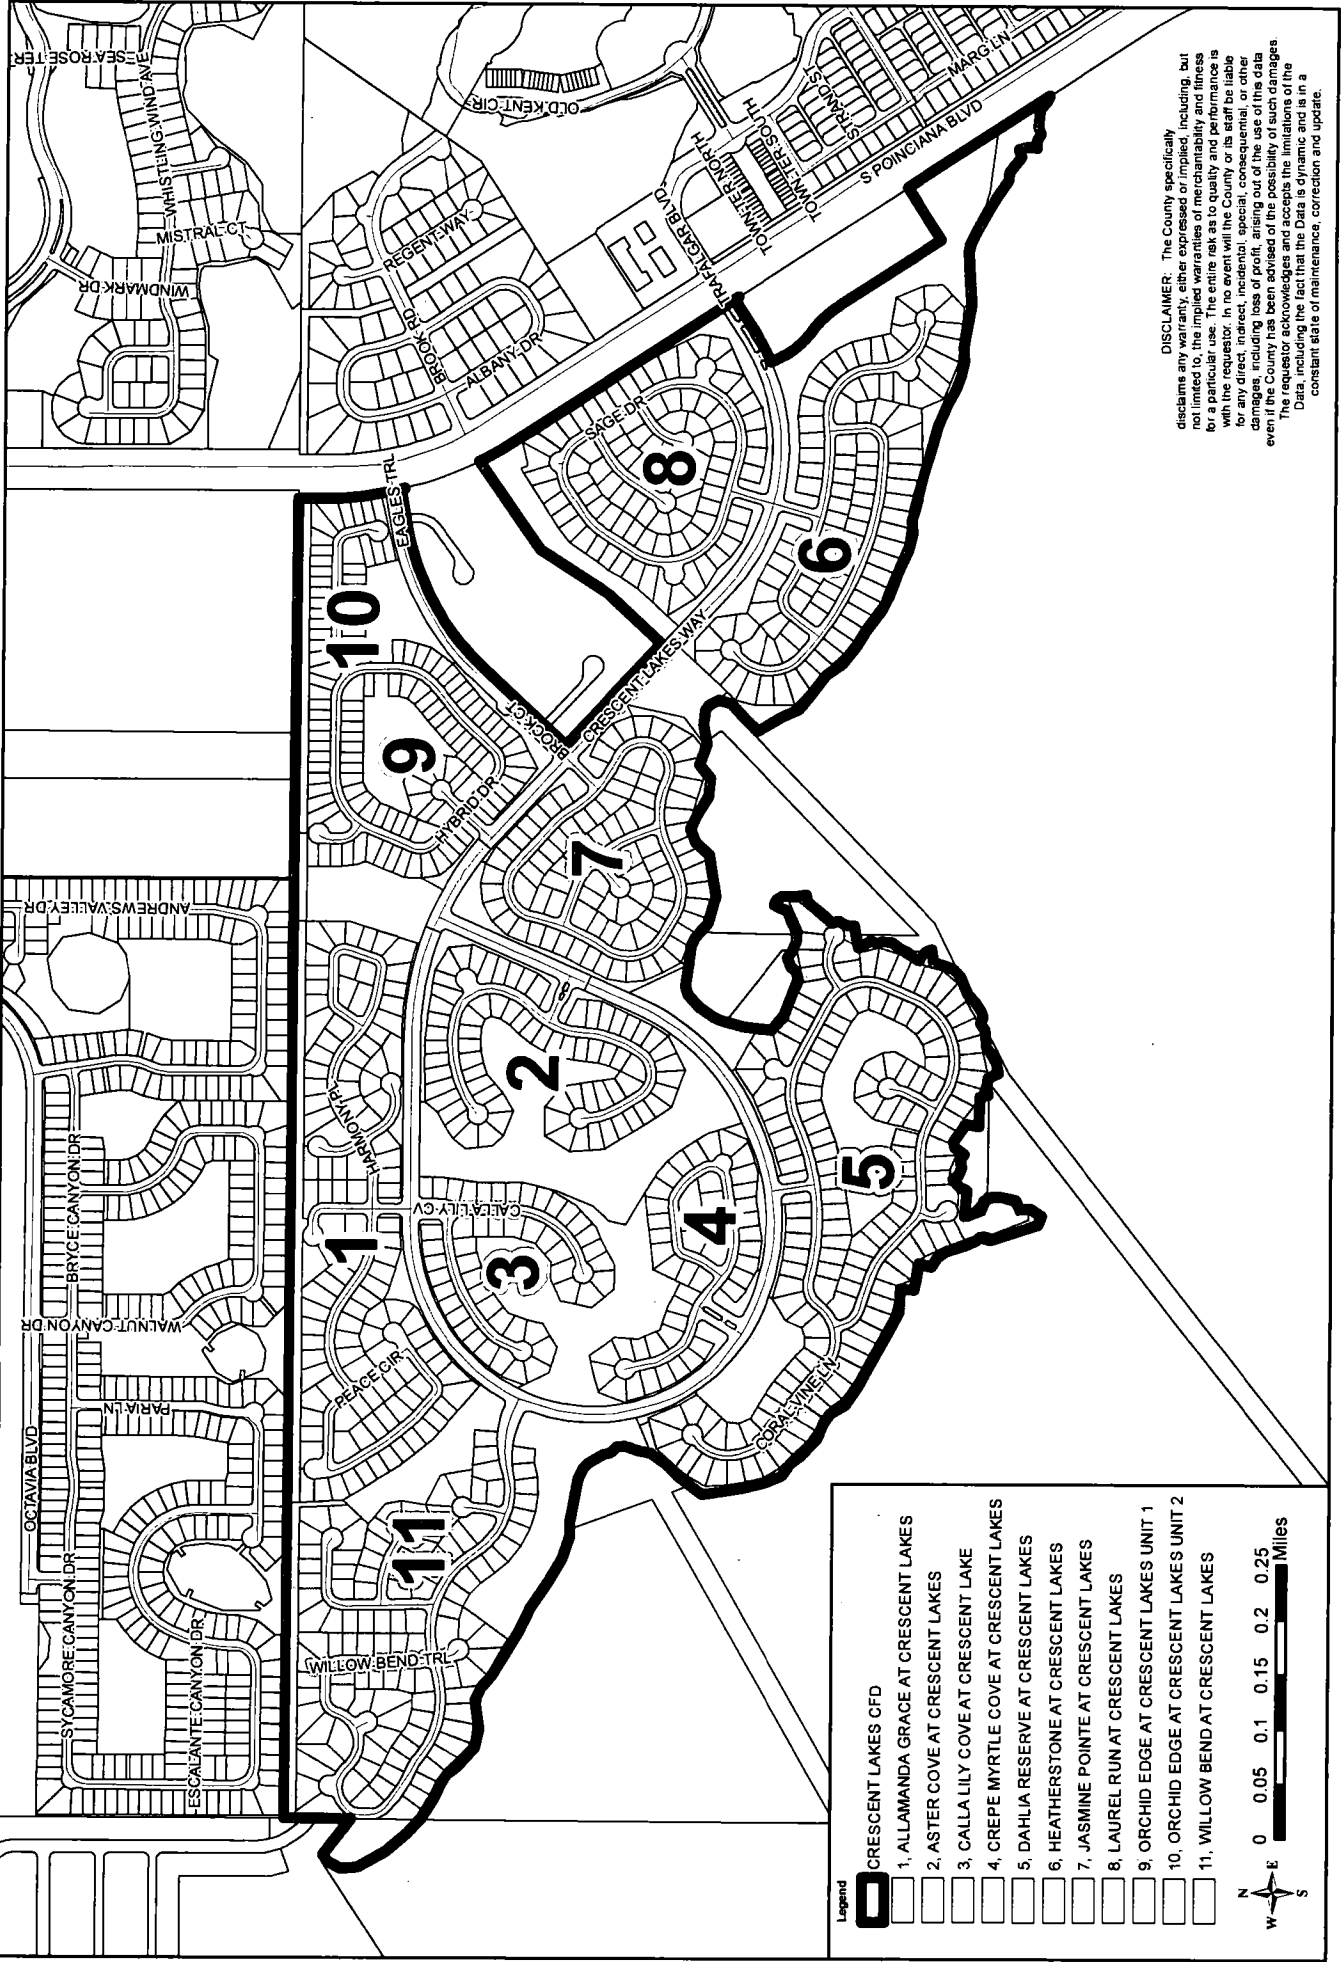 SEA ROSE TER
WHISTLING WIND AVE
MISTRAL CT
WINDMARK DR
OLD KENT CIR
REGENT WAY
BROOK RD
ALBANY DR
TRAFALGAR BLVD
TOWN TER NORTH
TOWN TER SOUTH
STRAND ST
MARG LN
S POINCIANA BLVD
EAGLES TRL
SAGE DR
8
6
10
9
BROCK CT
CRESCENT LAKES WAY
HYBRID DR
7
ANDREWS VALLEY DR
HARMONY PL
2
1
CALLA LILY CV
3
4
5
BRYCE CANYON DR
WALNUT CANYON DR
PARIA LN
OCTAVIA BLVD
PEACE CIR
CORAL VINE LN
11
WILLOW BEND TRL
SYCAMORE CANYON DR
ESCALANTE CANYON DR
DISCLAIMER: The County specifically
disclaims any warranty, either expressed or implied, including, but
not limited to, the implied warranties of merchantability and fitness
for a particular use. The entire risk as to quality and performance is
with the requestor. In no event will the County or its staff be liable
for any direct, indirect, incidental, special, consequential, or other
damages, including loss of profit, arising out of the use of this data
even if the County has been advised of the possibility of such damages.
The requestor acknowledges and accepts the limitations of the
Data, including the fact that the Data is dynamic and is in a
constant state of maintenance, correction and update.
Legend
CRESCENT LAKES CFD
1, ALLAMANDA GRACE AT CRESCENT LAKES
2, ASTER COVE AT CRESCENT LAKES
3, CALLA LILY COVE AT CRESCENT LAKE
4, CREPE MYRTLE COVE AT CRESCENT LAKES
5, DAHLIA RESERVE AT CRESCENT LAKES
6, HEATHERSTONE AT CRESCENT LAKES
7, JASMINE POINTE AT CRESCENT LAKES
8, LAUREL RUN AT CRESCENT LAKES
9, ORCHID EDGE AT CRESCENT LAKES UNIT 1
10, ORCHID EDGE AT CRESCENT LAKES UNIT 2
11, WILLOW BEND AT CRESCENT LAKES
N
W E
S
0 0.05 0.1 0.15 0.2 0.25
Miles